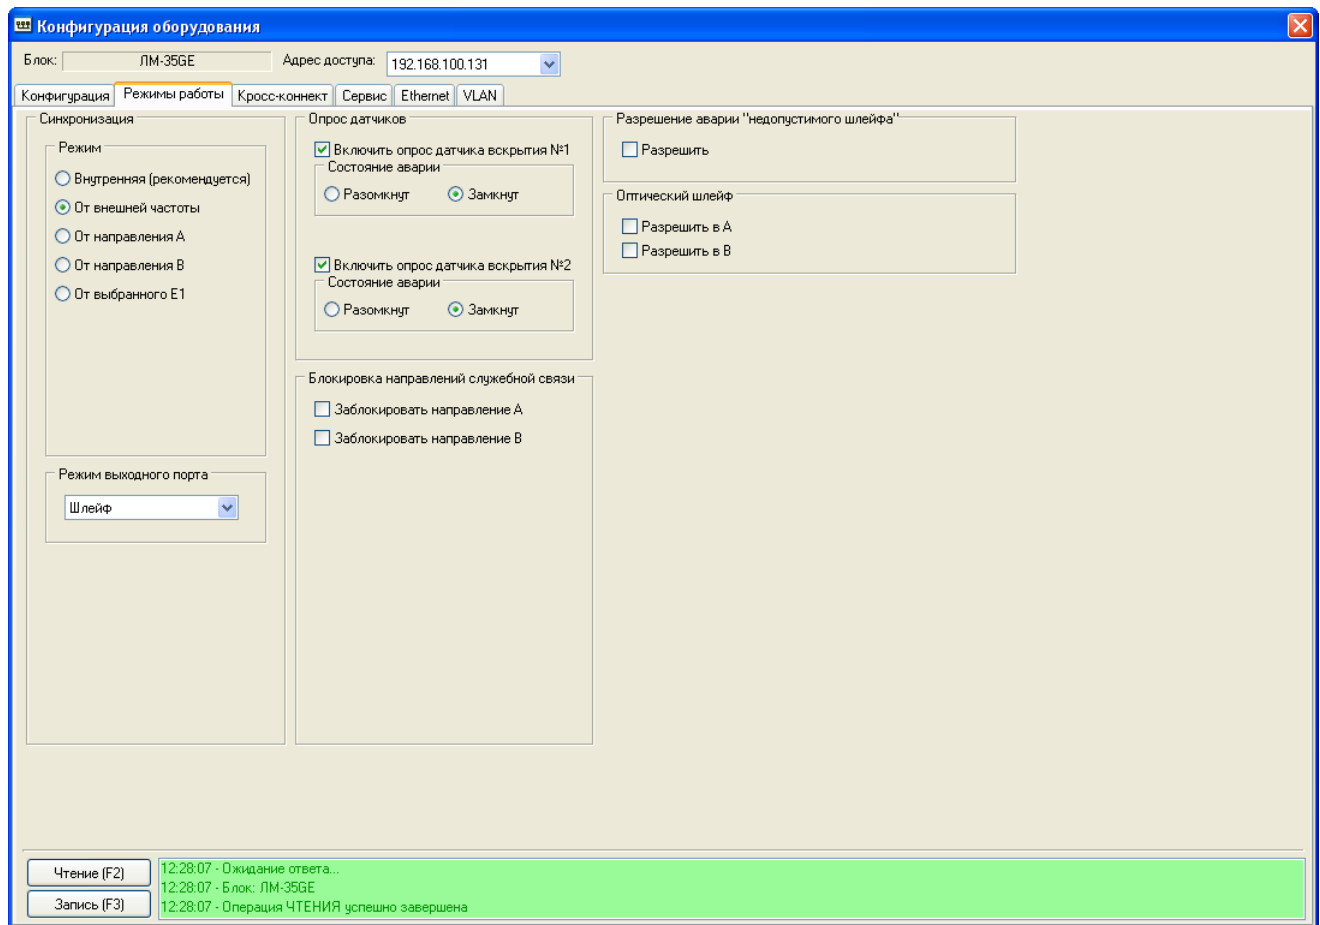 Конфигурация оборудования
Блок: ЛМ-35GE Адрес доступа: 192.168.100.131
Конфигурация Режимы работы Кросс-коннект Сервис Ethernet VLAN
Синхронизация
Режим
Внутренняя (рекомендуется)
От внешней частоты
От направления А
От направления В
От выбранного Е1
Режим выходного порта
Шлейф
Опрос датчиков
Включить опрос датчика вскрытия №1
Состояние аварии
Разомкнут Замкнут
Включить опрос датчика вскрытия №2
Состояние аварии
Разомкнут Замкнут
Блокировка направлений служебной связи
Заблокировать направление А
Заблокировать направление В
Разрешение аварии "недопустимого шлейфа"
Разрешить
Оптический шлейф
Разрешить в А
Разрешить в В
Чтение (F2)
Запись (F3)
12:28:07 - Ожидание ответа...
12:28:07 - Блок: ЛМ-35GE
12:28:07 - Операция ЧТЕНИЯ успешно завершена